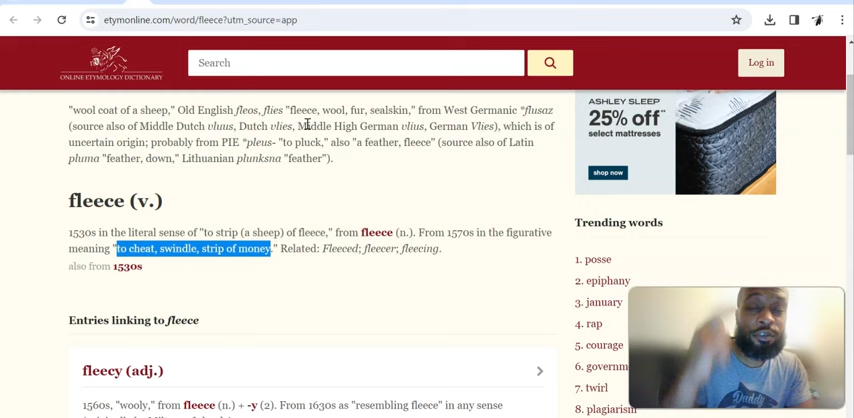 etymonline.com/word/fleece?utm_source=app
ONLINE ETYMOLOGY DICTIONARY
Search
Log in
"wool coat of a sheep," Old English fleos, flies "fleece, wool, fur, sealskin," from West Germanic *flusaz
(source also of Middle Dutch vluus, Dutch vlies, Middle High German vlius, German Vlies), which is of
uncertain origin; probably from PIE *pleus- "to pluck," also "a feather, fleece" (source also of Latin
pluma "feather, down," Lithuanian plunksna "feather").
ASHLEY SLEEP
25% off
select mattresses
shop now
fleece (v.)
1530s in the literal sense of "to strip (a sheep) of fleece," from fleece (n.). From 1570s in the figurative
meaning "to cheat, swindle, strip of money." Related: Fleeced; fleecer; fleecing.
also from 1530s
Entries linking to fleece
fleecy (adj.)
1560s, "wooly," from fleece (n.) + -y (2). From 1630s as "resembling fleece" in any sense
Trending words
1. posse
2. epiphany
3. january
4. rap
5. courage
6. governm
7. twirl
8. plagiarism
Daddy